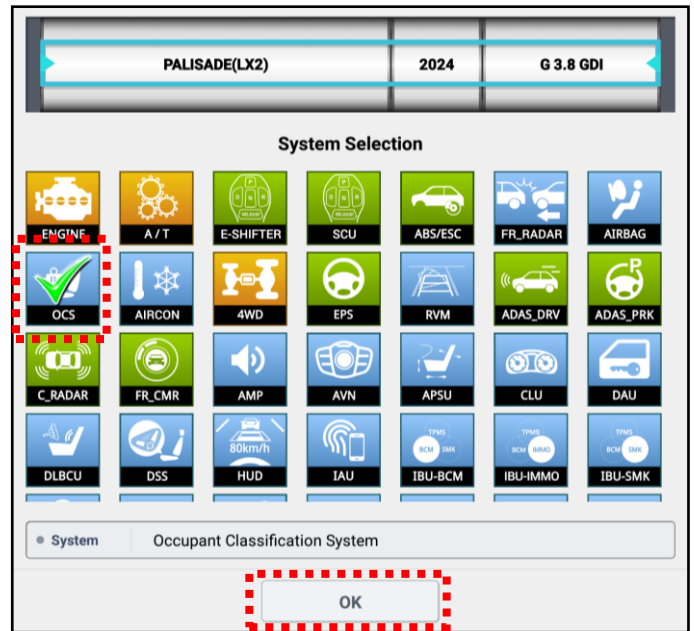 PALISADE(LX2) 2024 G 3.8 GDI
System Selection
P
R N D
RELEASE
P
R N D
RELEASE
P
ENGINE A / T E-SHIFTER SCU ABS/ESC FR_RADAR AIRBAG
OCS AIRCON 4WD EPS RVM ADAS_DRV ADAS_PRK
C_RADAR FR_CMR AMP AVN APSU CLU DAU
80km/h
TPMS
BCM SMK
TPMS
BCM IMMO
TPMS
BCM SMK
DLBCU DSS HUD IAU IBU-BCM IBU-IMMO IBU-SMK
System Occupant Classification System
OK